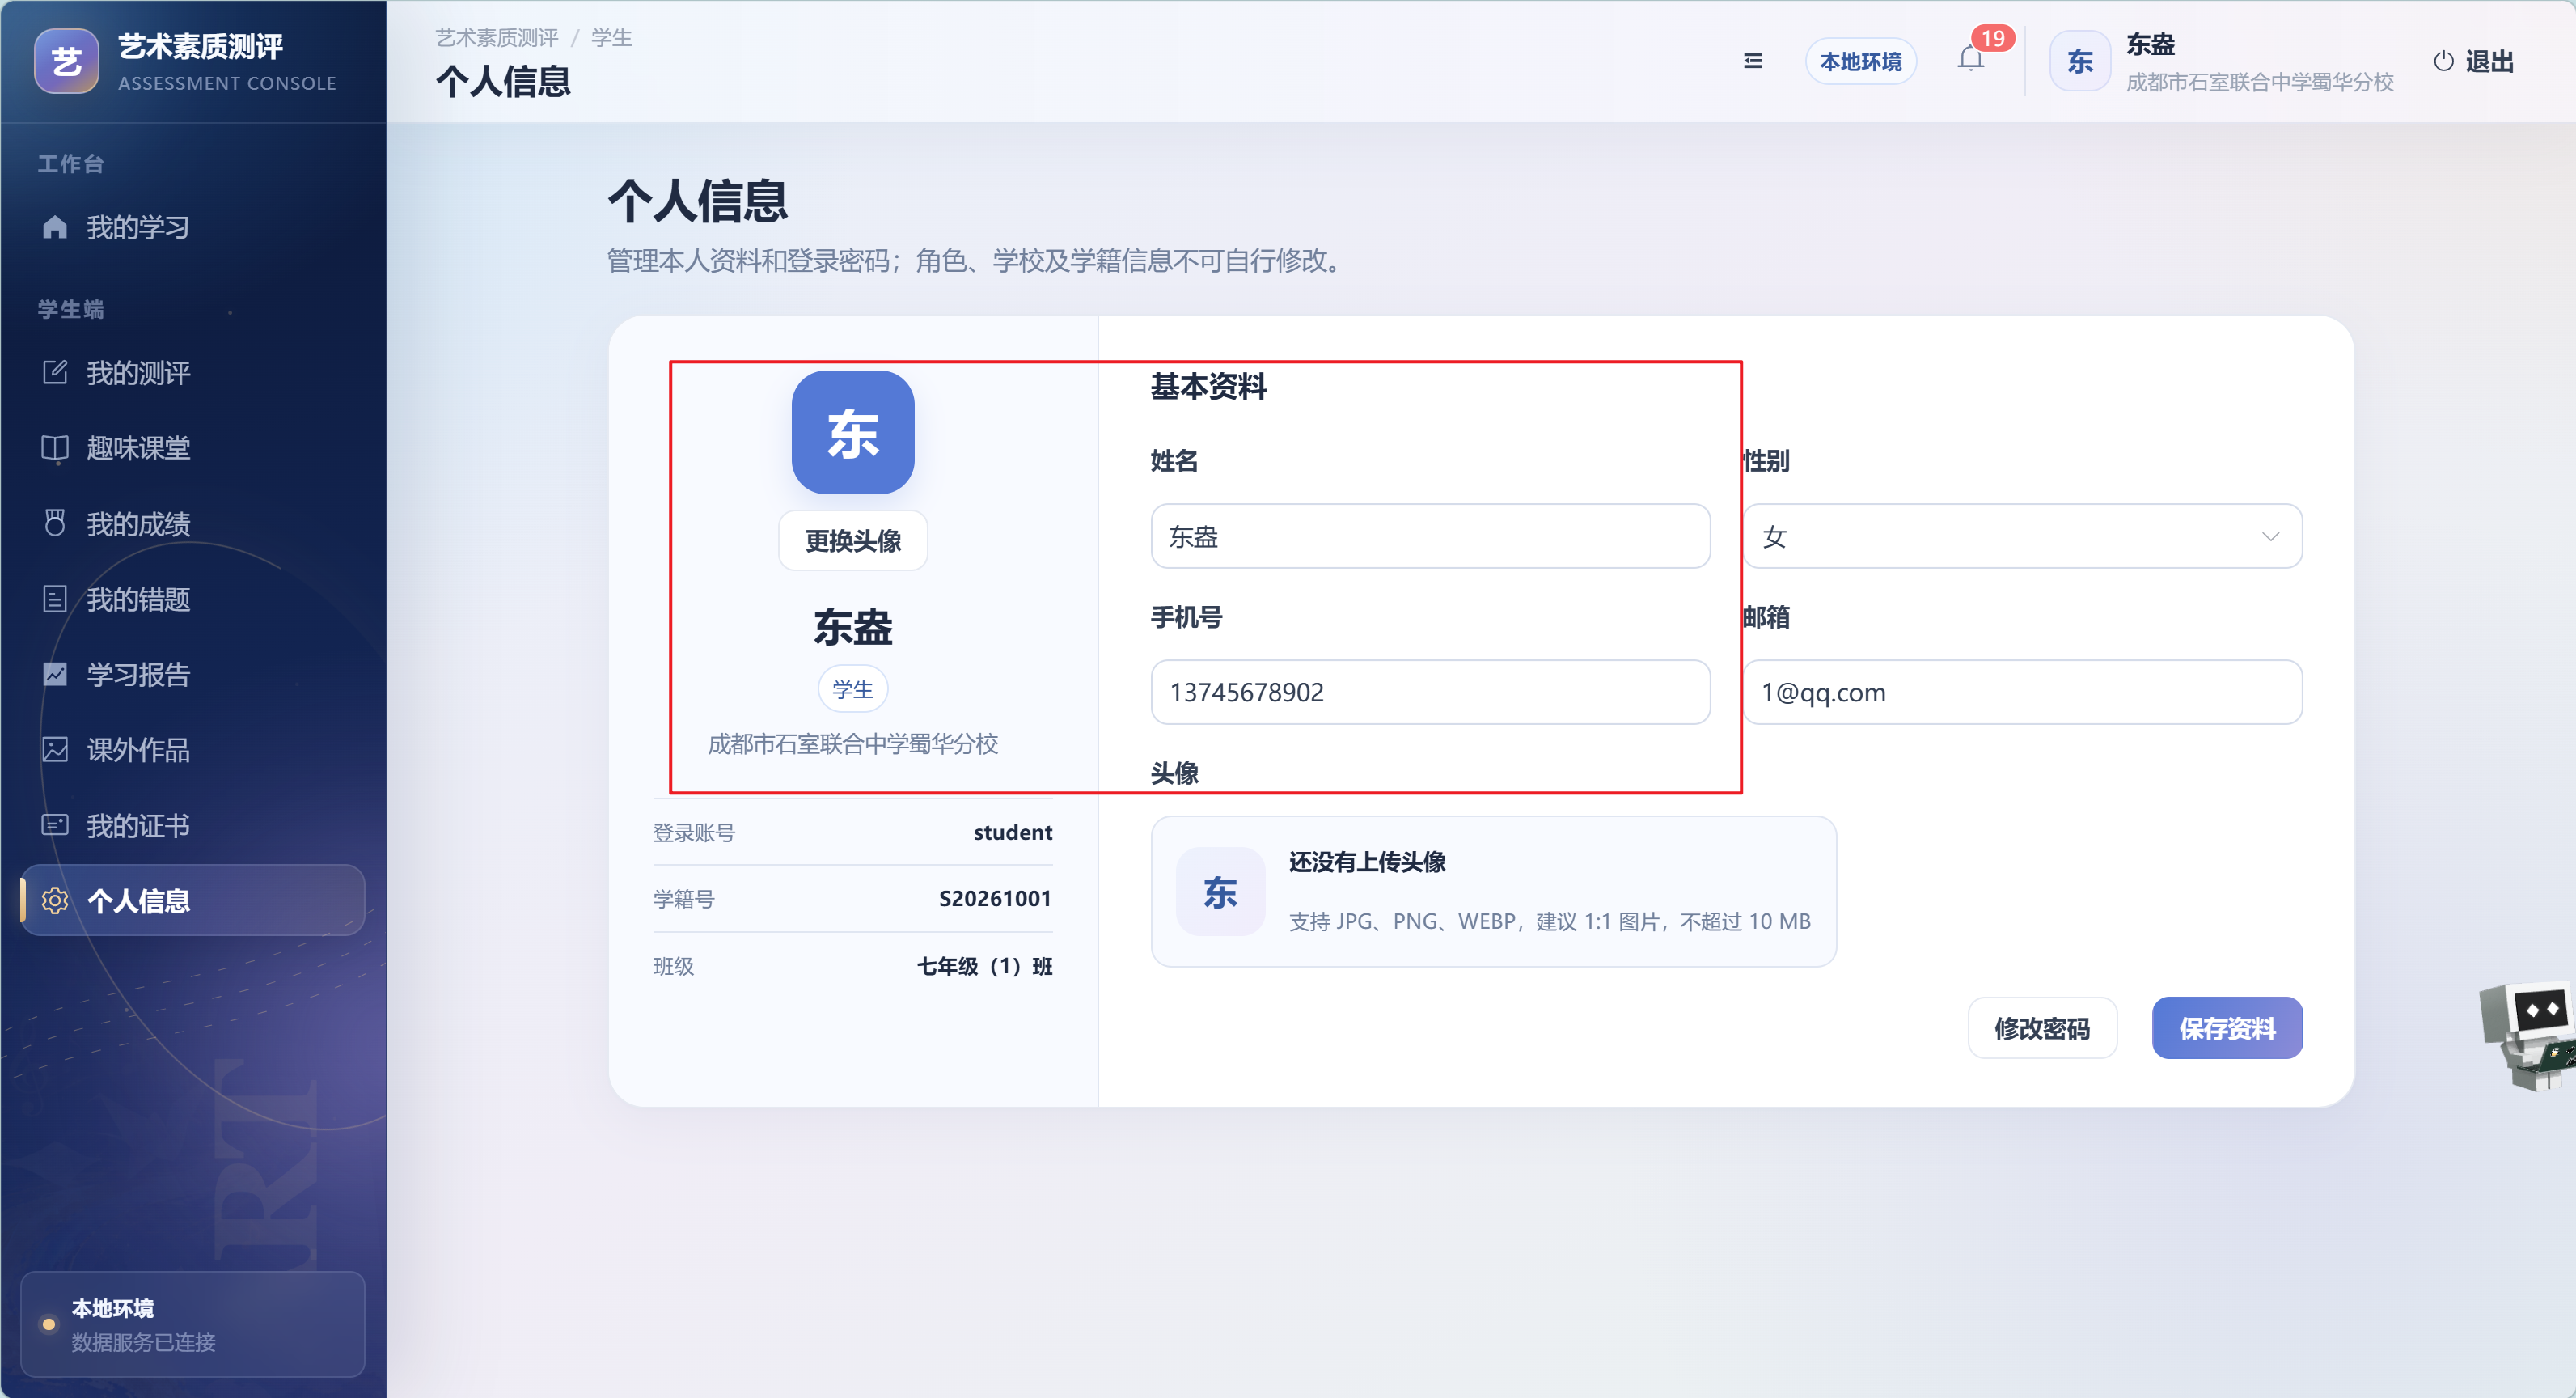 艺
艺术素质测评
ASSESSMENT CONSOLE
工作台
我的学习
学生端
我的测评
趣味课堂
我的成绩
我的错题
学习报告
课外作品
我的证书
个人信息
ART
本地环境
数据服务已连接
艺术素质测评 / 学生
个人信息
本地环境
19
东
东盎
成都市石室联合中学蜀华分校
退出
个人信息
管理本人资料和登录密码；角色、学校及学籍信息不可自行修改。
东
更换头像
东盎
学生
成都市石室联合中学蜀华分校
登录账号 student
学籍号 S20261001
班级 七年级（1）班
基本资料
姓名 性别
东盎 女
手机号 邮箱
13745678902 1@qq.com
头像
东
还没有上传头像
支持 JPG、PNG、WEBP，建议 1:1 图片，不超过 10 MB
修改密码 保存资料